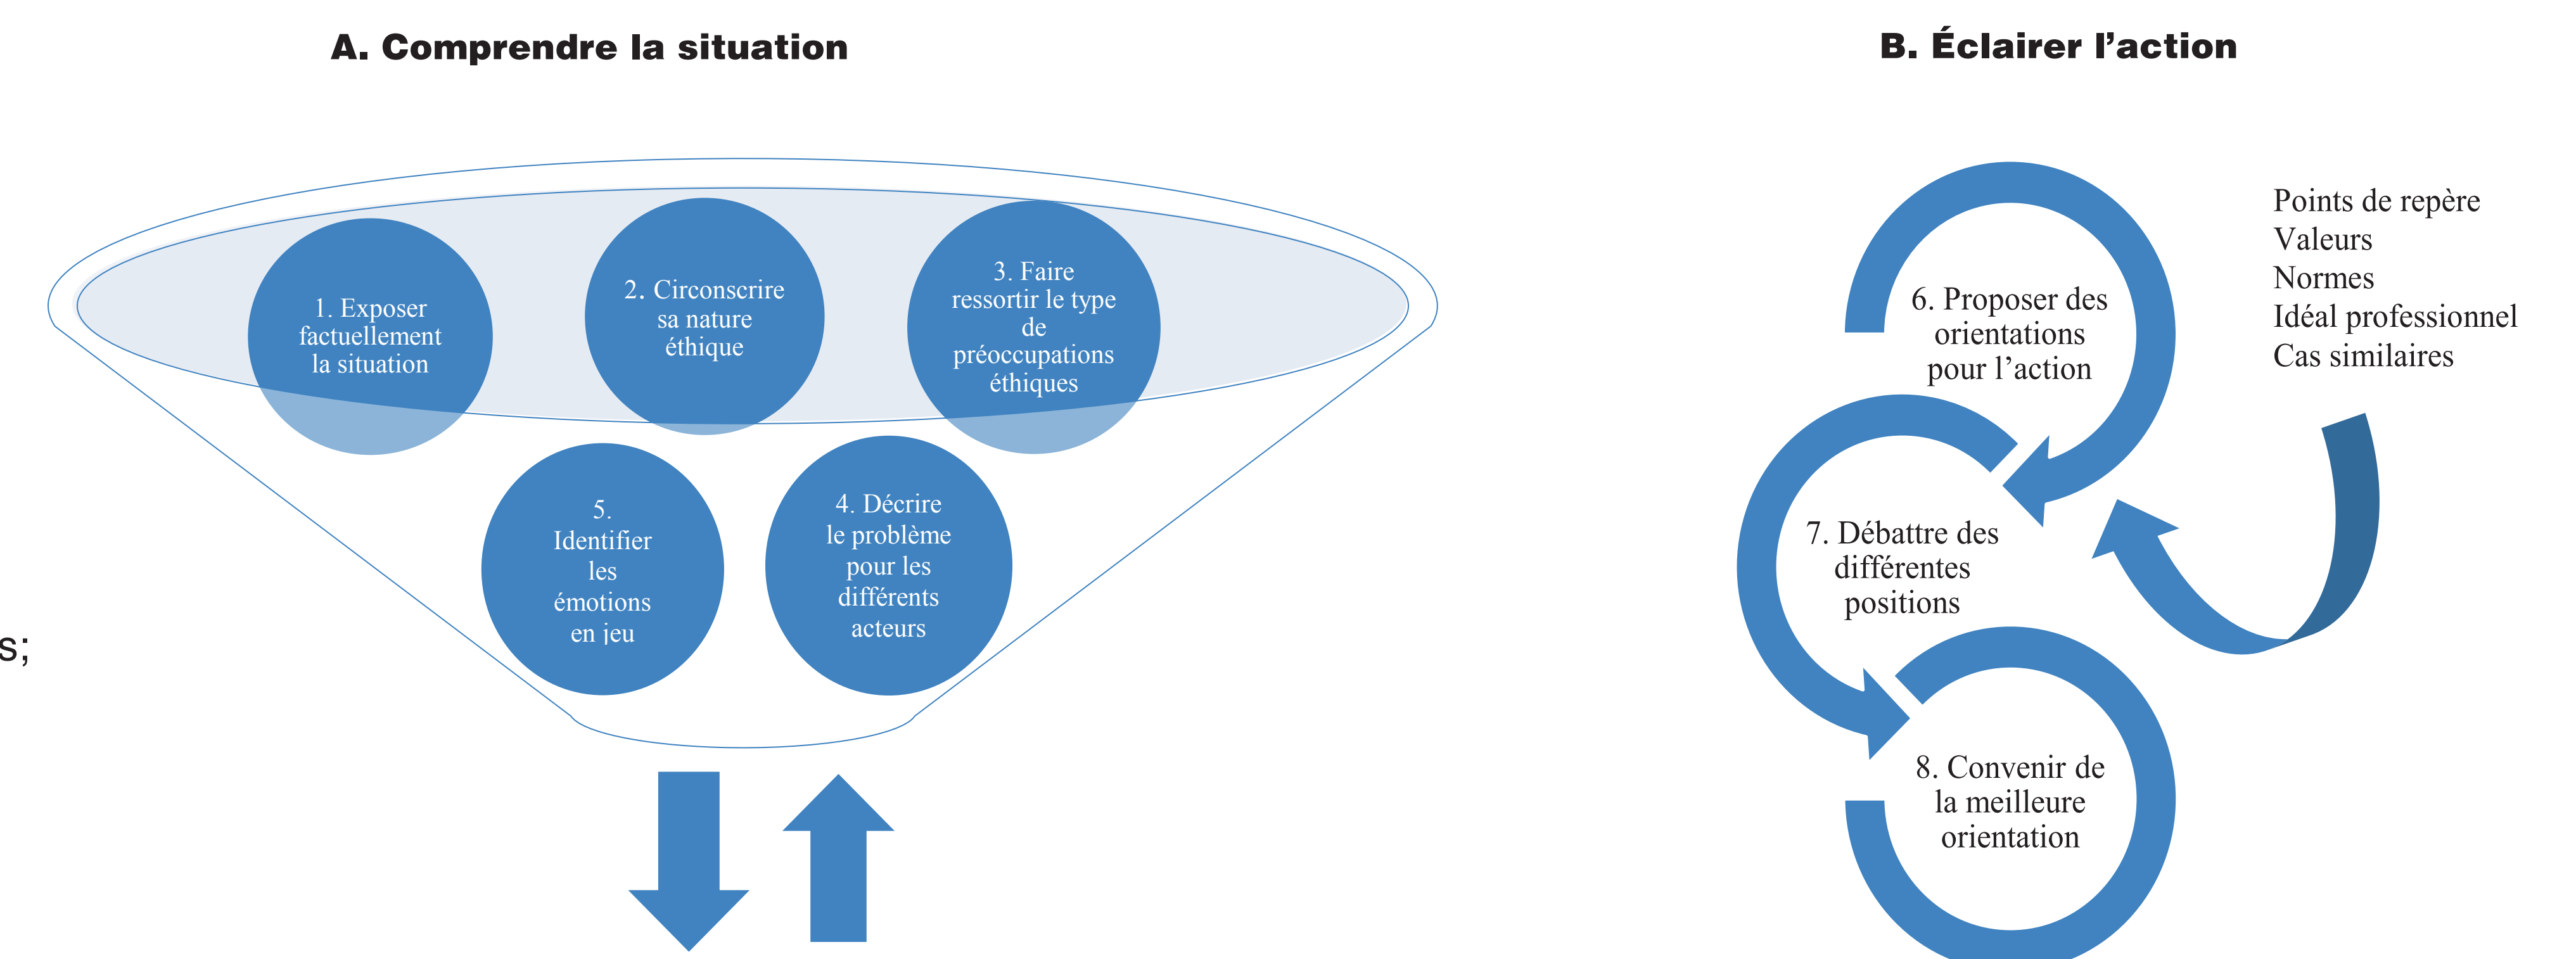 A. Comprendre la situation
1. Exposer
factuellement
la situation
2. Circonscrire
sa nature
éthique
3. Faire
ressortir le type
de
préoccupations
éthiques
5.
Identifier
les
émotions
en jeu
4. Décrire
le problème
pour les
différents
acteurs
s;
B. Éclairer l’action
6. Proposer des
orientations
pour l’action
Points de repère
Valeurs
Normes
Idéal professionnel
Cas similaires
7. Débattre des
différentes
positions
8. Convenir de
la meilleure
orientation